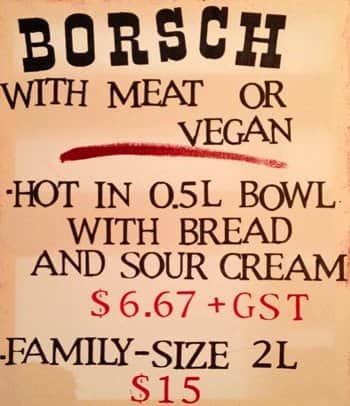 BORSCH
WITH MEAT OR
VEGAN
-HOT IN 0.5L BOWL
WITH BREAD
AND SOUR CREAM
$6.67 + GST
-FAMILY-SIZE 2L
$15